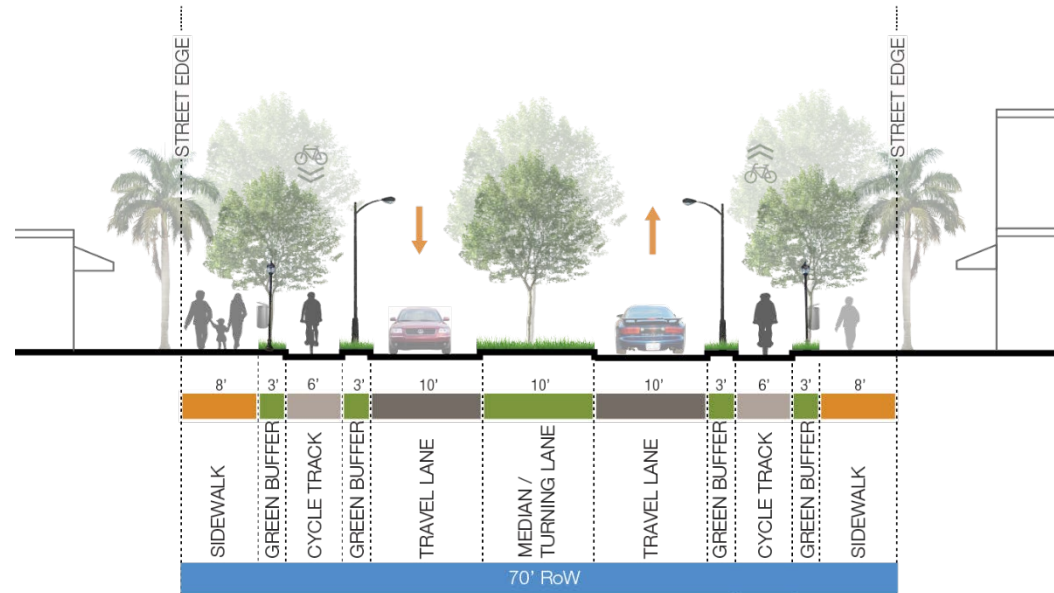 STREET EDGE
STREET EDGE
8'
3'
6'
3'
10'
10'
10'
3'
6'
3'
8'
SIDEWALK
GREEN BUFFER
CYCLE TRACK
GREEN BUFFER
TRAVEL LANE
MEDIAN /
TURNING LANE
TRAVEL LANE
GREEN BUFFER
CYCLE TRACK
GREEN BUFFER
SIDEWALK
70' RoW